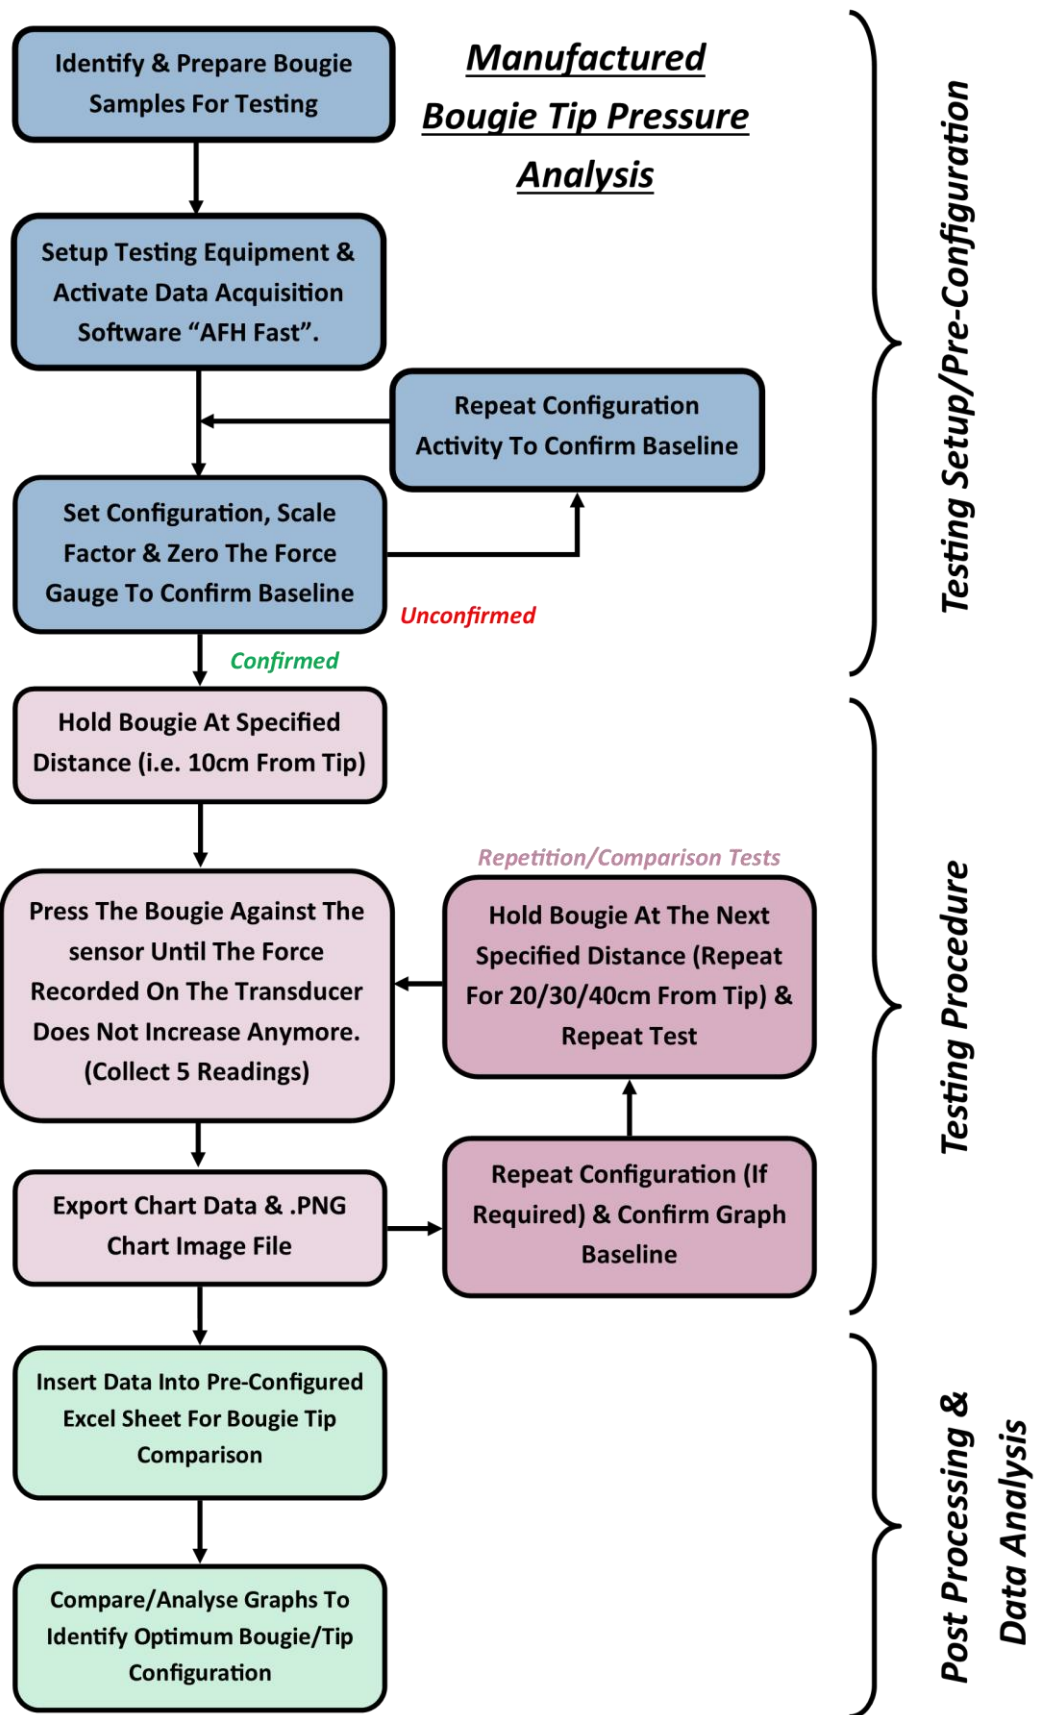 Manufactured
Bougie Tip Pressure
Analysis
Identify & Prepare Bougie
Samples For Testing
Setup Testing Equipment &
Activate Data Acquisition
Software “AFH Fast”.
Repeat Configuration
Activity To Confirm Baseline
Set Configuration, Scale
Factor & Zero The Force
Gauge To Confirm Baseline
Unconfirmed
Confirmed
Testing Setup/Pre-Configuration
Hold Bougie At Specified
Distance (i.e. 10cm From Tip)
Press The Bougie Against The
sensor Until The Force
Recorded On The Transducer
Does Not Increase Anymore.
(Collect 5 Readings)
Repetition/Comparison Tests
Hold Bougie At The Next
Specified Distance (Repeat
For 20/30/40cm From Tip) &
Repeat Test
Export Chart Data & .PNG
Chart Image File
Repeat Configuration (If
Required) & Confirm Graph
Baseline
Testing Procedure
Insert Data Into Pre-Configured
Excel Sheet For Bougie Tip
Comparison
Compare/Analyse Graphs To
Identify Optimum Bougie/Tip
Configuration
Post Processing &
Data Analysis